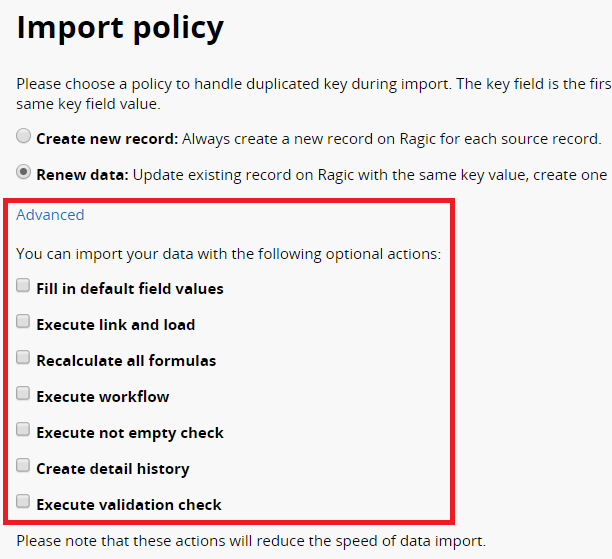 Import policy
Please choose a policy to handle duplicated key during import. The key field is the
same key field value.
Create new record: Always create a new record on Ragic for each source record.
Renew data: Update existing record on Ragic with the same key value, create one
Advanced
You can import your data with the following optional actions:
Fill in default field values
Execute link and load
Recalculate all formulas
Execute workflow
Execute not empty check
Create detail history
Execute validation check
Please note that these actions will reduce the speed of data import.